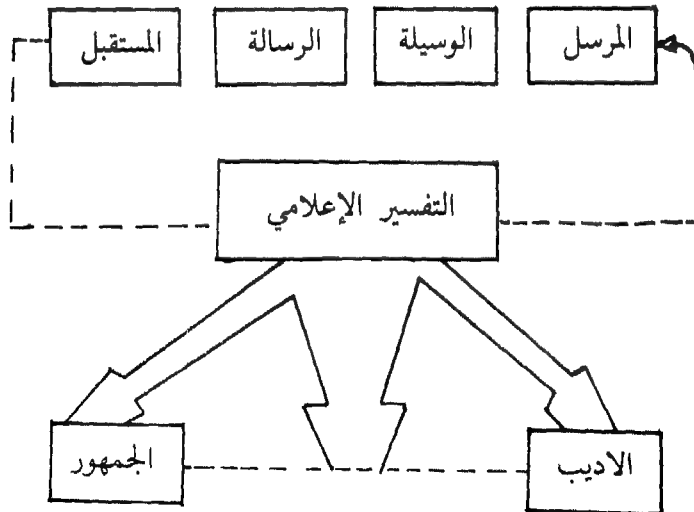 المرسل
الوسيلة
الرسالة
المستقبل
التفسير الإعلامي
الاديب
الجمهور